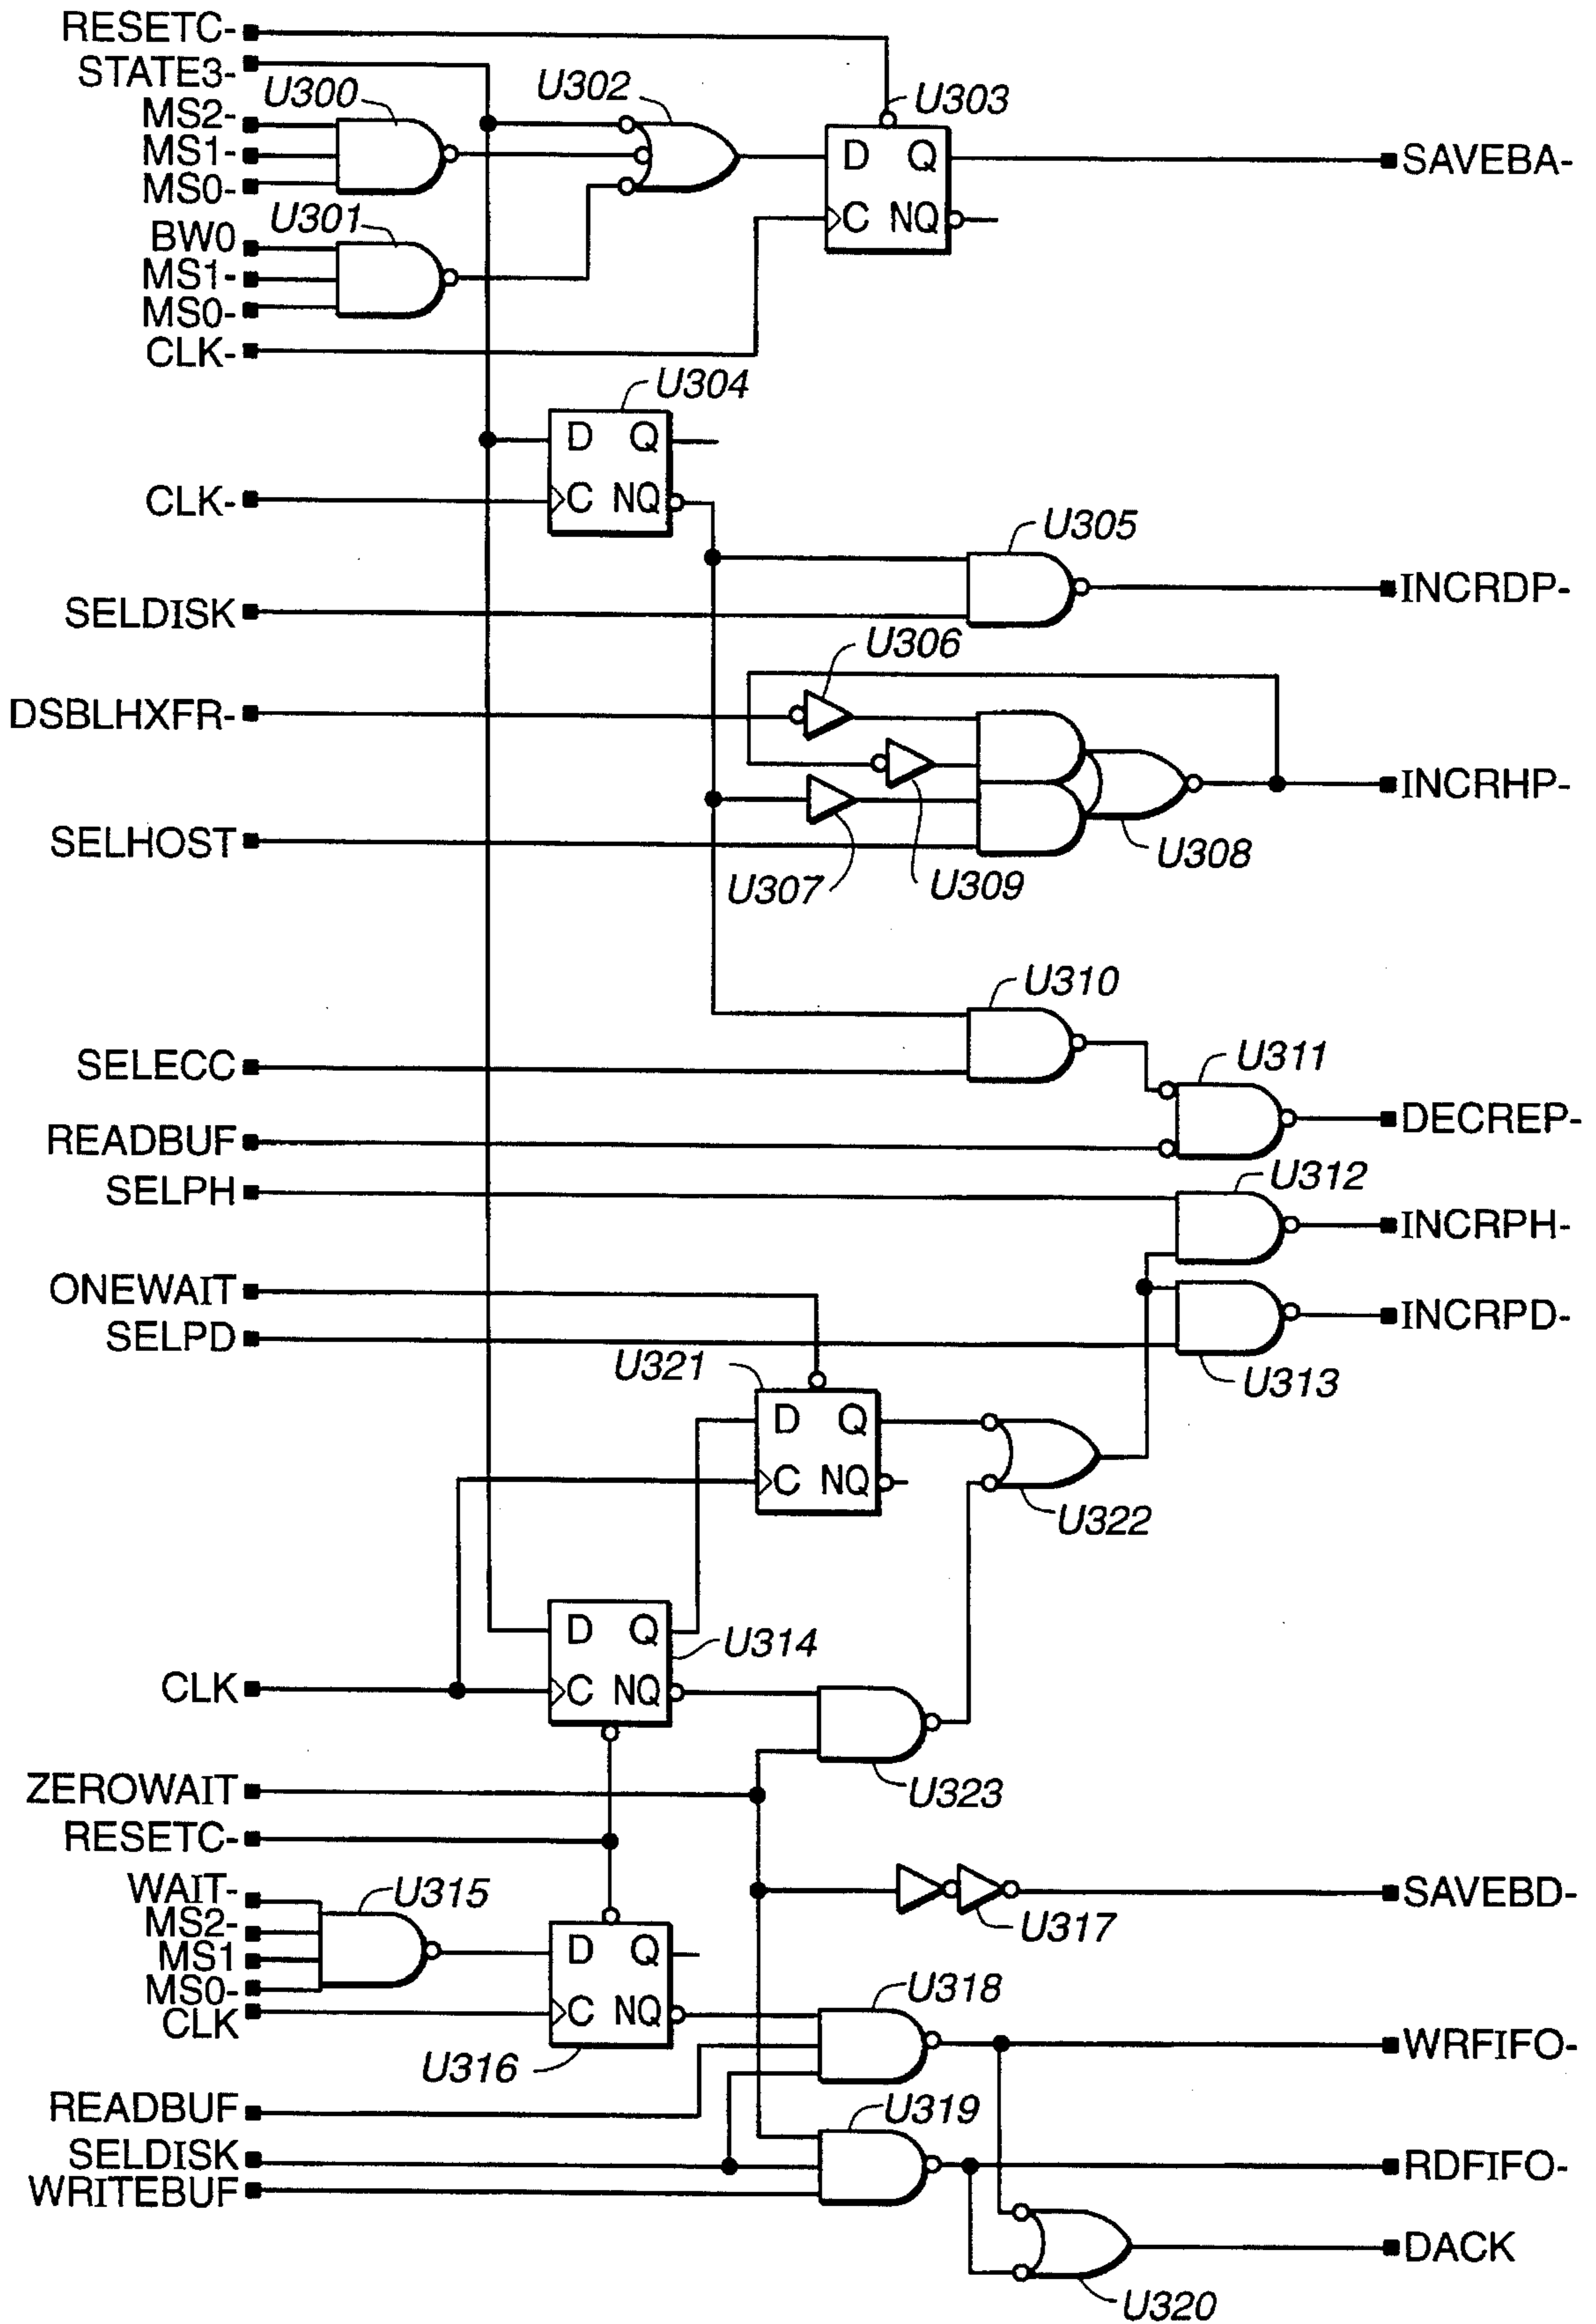 RESETC-
STATE3-
U300
U302
U303
MS2-
MS1-
MS0-
D Q
C NQ
SAVEBA-
U301
BW0
MS1-
MS0-
CLK-
U304
D Q
C NQ
CLK-
U305
SELDISK
INCRDP-
U306
DSBLHXFR-
INCRHP-
SELHOST
U308
U307
U309
U310
SELECC
U311
READBUF
DECREP-
SELPH
U312
INCRPH-
ONEWAIT
SELPD
INCRPD-
U321
U313
D Q
C NQ
U322
D Q
C NQ
U314
CLK
ZEROWAIT
U323
RESETC-
WAIT-
MS2-
MS1
MS0-
CLK
U315
SAVEBD-
U317
D Q
C NQ
U318
U316
WRFIFO-
READBUF
U319
SELDISK
WRITEBUF
RDFIFO-
DACK
U320